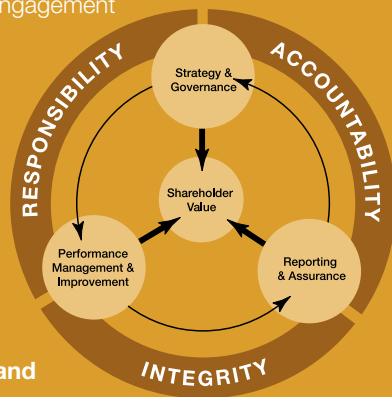 ngagement
RESPONSIBILITY
ACCOUNTABILITY
Strategy &
Governance
Shareholder
Value
Performance
Management &
Improvement
Reporting
& Assurance
and
INTEGRITY